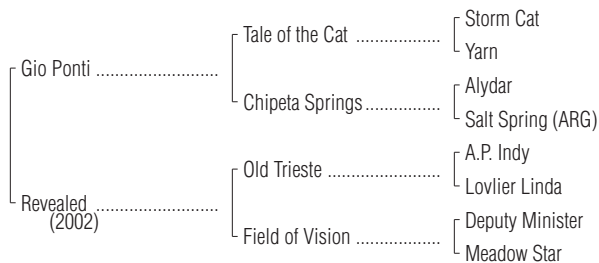 Storm Cat
Tale of the Cat ..................
Yarn
Gio Ponti ..........................
Alydar
Chipeta Springs................
Salt Spring (ARG)
A.P. Indy
Old Trieste ........................
Lovlier Linda
Revealed ..........................
(2002)
Deputy Minister
Field of Vision ..................
Meadow Star